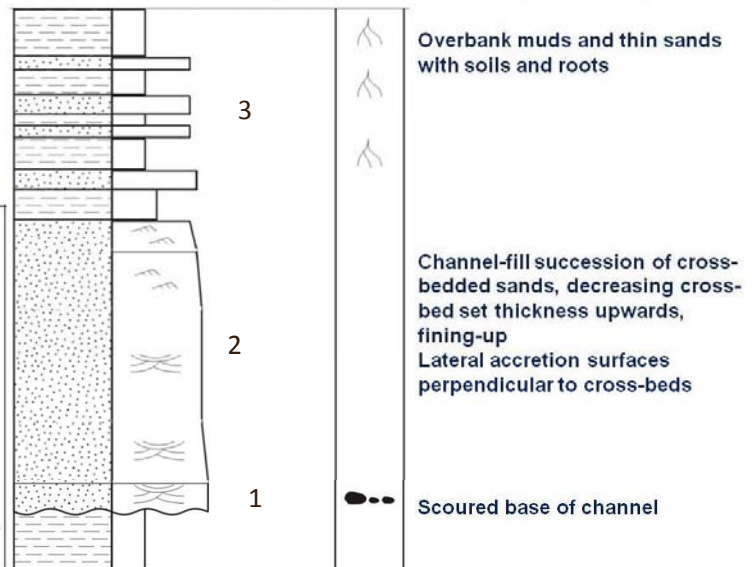 Overbank muds and thin sands
with soils and roots
3
Channel-fill succession of cross-
bedded sands, decreasing cross-
bed set thickness upwards,
fining-up
Lateral accretion surfaces
perpendicular to cross-beds
2
1
Scoured base of channel